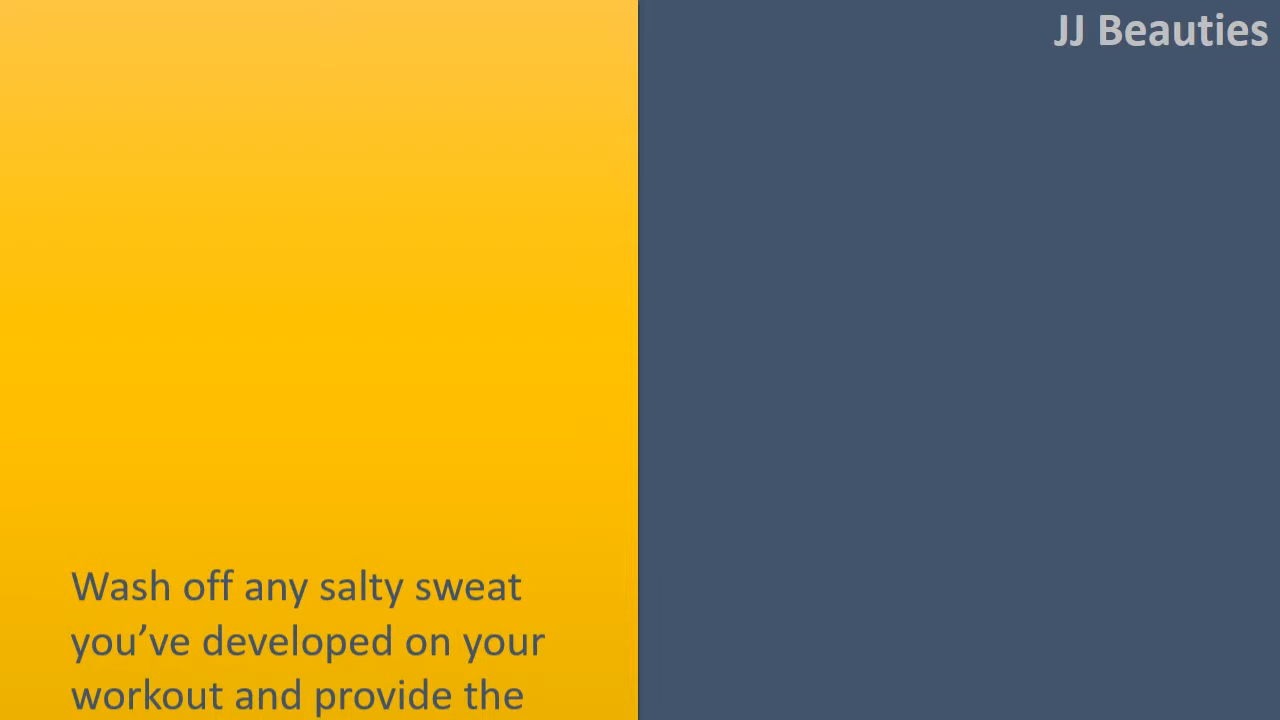 JJ Beauties
Wash off any salty sweat
you’ve developed on your
workout and provide the